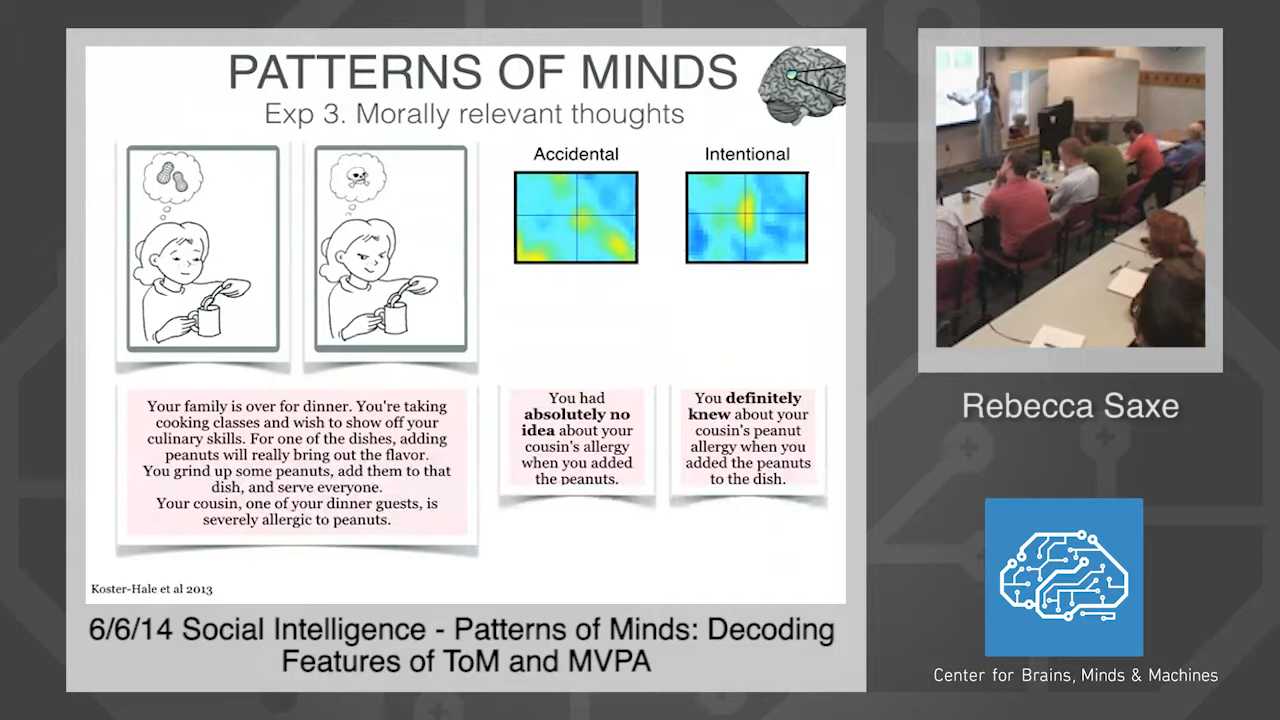 PATTERNS OF MINDS
Exp 3. Morally relevant thoughts
Accidental
Intentional
Your family is over for dinner. You're taking
cooking classes and wish to show off your
culinary skills. For one of the dishes, adding
peanuts will really bring out the flavor.
You grind up some peanuts, add them to that
dish, and serve everyone.
Your cousin, one of your dinner guests, is
severely allergic to peanuts.
You had
absolutely no
idea about your
cousin's allergy
when you added
the peanuts.
You definitely
knew about your
cousin's peanut
allergy when you
added the peanuts
to the dish.
Koster-Hale et al 2013
6/6/14 Social Intelligence - Patterns of Minds: Decoding
Features of ToM and MVPA
Rebecca Saxe
Center for Brains, Minds & Machines